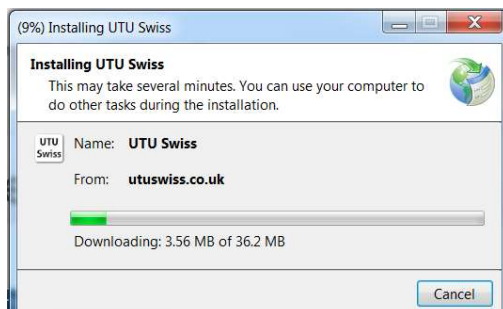 (9%) Installing UTU Swiss
Installing UTU Swiss
This may take several minutes. You can use your computer to
do other tasks during the installation.
UTU
Swiss
Name: UTU Swiss
From: utuswiss.co.uk
Downloading: 3.56 MB of 36.2 MB
Cancel